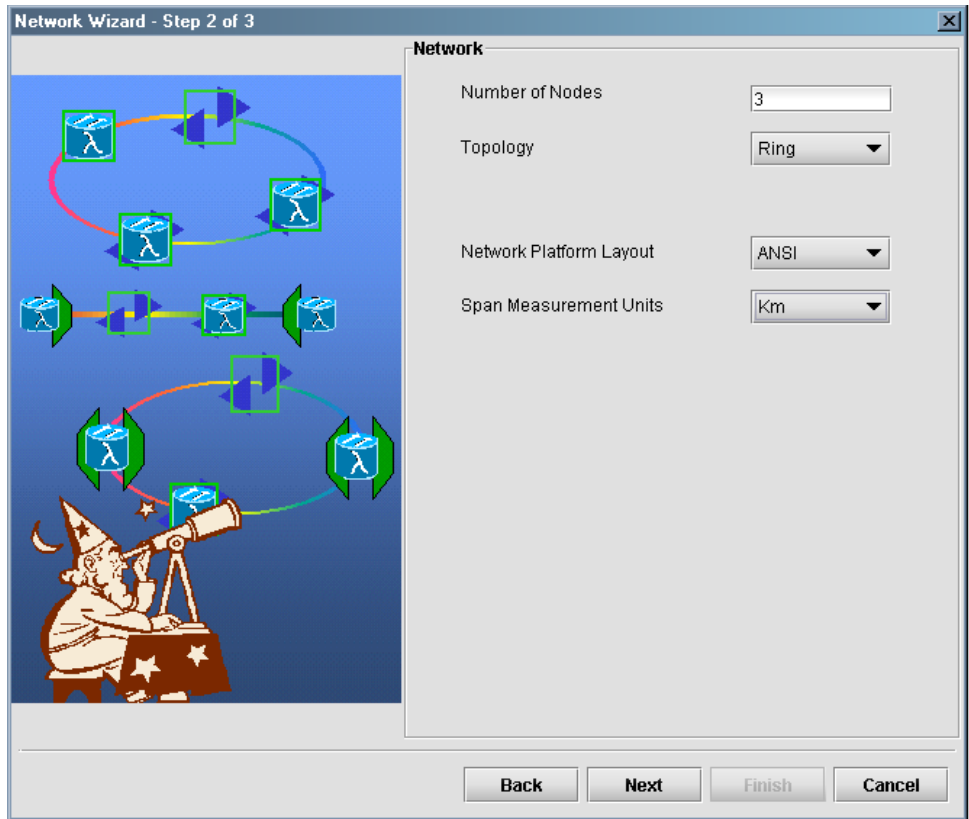 Network Wizard - Step 2 of 3
Network
Number of Nodes 3
Topology Ring
Network Platform Layout ANSI
Span Measurement Units Km
λ
λ
λ
λ
λ
λ
λ
λ
Back Next Finish Cancel